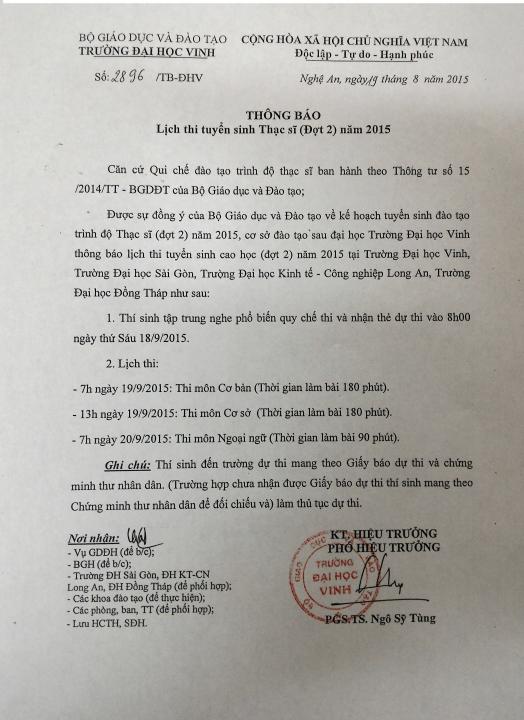 BỘ GIÁO DỤC VÀ ĐÀO TẠO
TRƯỜNG ĐẠI HỌC VINH
Số: 2896 /TB-ĐHV
CỘNG HÒA XÃ HỘI CHỦ NGHĨA VIỆT NAM
Độc lập - Tự do - Hạnh phúc
Nghệ An, ngày 19 tháng 8 năm 2015
THÔNG BÁO
Lịch thi tuyển sinh Thạc sĩ (Đợt 2) năm 2015
Căn cứ Qui chế đào tạo trình độ thạc sĩ ban hành theo Thông tư số 15
/2014/TT - BGDĐT của Bộ Giáo dục và Đào tạo;
Được sự đồng ý của Bộ Giáo dục và Đào tạo về kế hoạch tuyển sinh đào tạo
trình độ Thạc sĩ (đợt 2) năm 2015, cơ sở đào tạo sau đại học Trường Đại học Vinh
thông báo lịch thi tuyển sinh cao học (đợt 2) năm 2015 tại Trường Đại học Vinh,
Trường Đại học Sài Gòn, Trường Đại học Kinh tế - Công nghiệp Long An, Trường
Đại học Đồng Tháp như sau:
1. Thí sinh tập trung nghe phổ biến quy chế thi và nhận thẻ dự thi vào 8h00
ngày thứ Sáu 18/9/2015.
2. Lịch thi:
- 7h ngày 19/9/2015: Thi môn Cơ bản (Thời gian làm bài 180 phút).
- 13h ngày 19/9/2015: Thi môn Cơ sở (Thời gian làm bài 180 phút).
- 7h ngày 20/9/2015: Thi môn Ngoại ngữ (Thời gian làm bài 90 phút).
Ghi chú: Thí sinh đến trường dự thi mang theo Giấy báo dự thi và chứng
minh thư nhân dân. (Trường hợp chưa nhận được Giấy báo dự thi thí sinh mang theo
Chứng minh thư nhân dân để đối chiếu và) làm thủ tục dự thi.
Nơi nhận:
- Vụ GDĐH (để b/c);
- BGH (để b/c);
- Trường ĐH Sài Gòn, ĐH KT-CN
Long An, ĐH Đồng Tháp (để phối hợp);
- Các khoa đào tạo (để thực hiện);
- Các phòng, ban, TT (để phối hợp);
- Lưu HCTH, SĐH.
KT. HIỆU TRƯỞNG
PHÓ HIỆU TRƯỞNG
TRƯỜNG
ĐẠI HỌC
VINH
PGS.TS. Ngô Sỹ Tùng